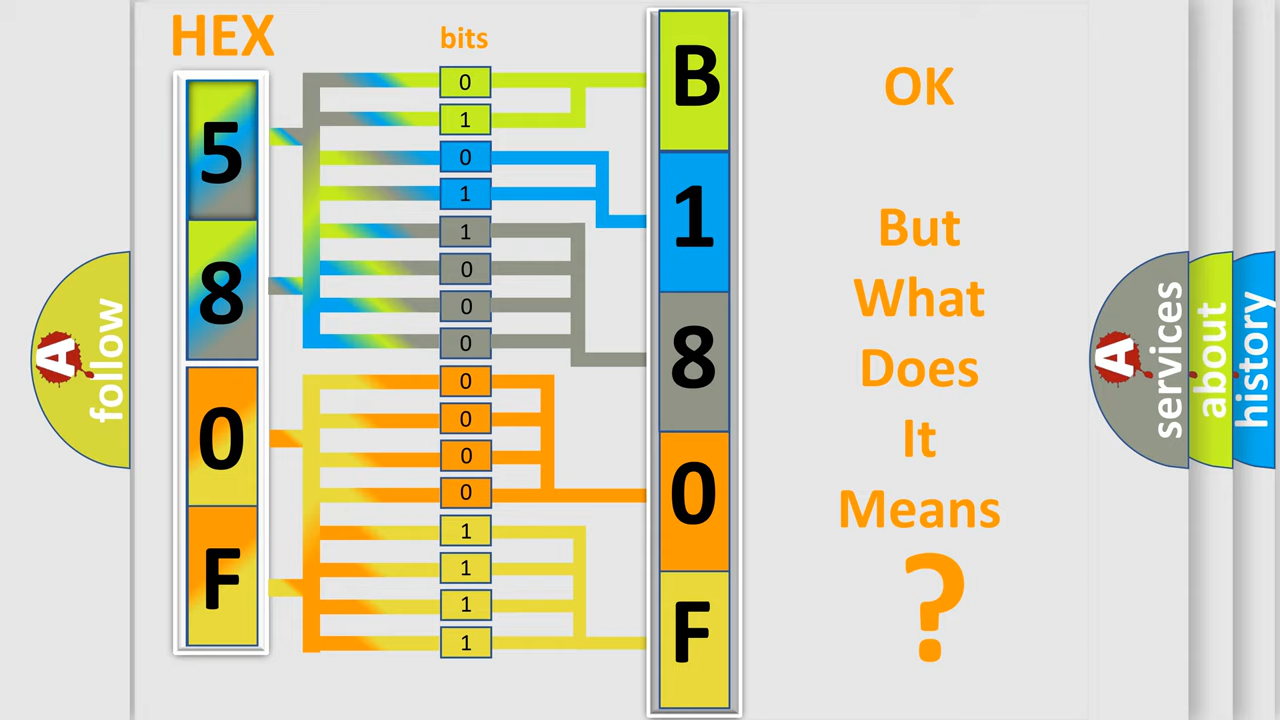 HEX
bits
5
8
0
F
0
1
0
1
1
0
0
0
0
0
0
0
1
1
1
1
B
1
8
0
F
OK
But
What
Does
It
Means
?
A
follow
A
services
about
history